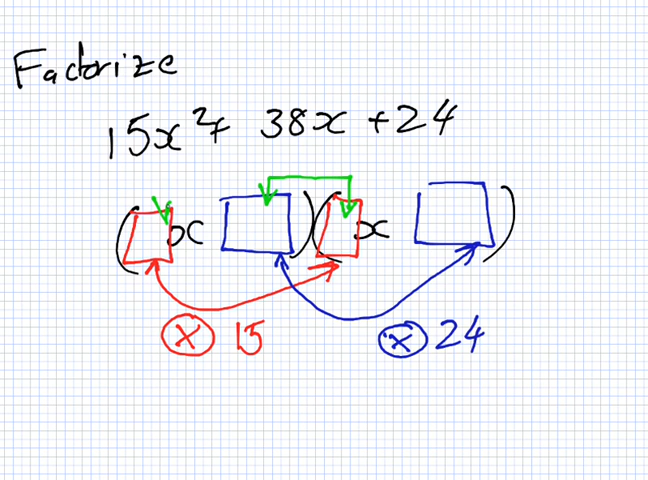 Factorize
15x² + 38x + 24
( x )( x )
× 15 × 24